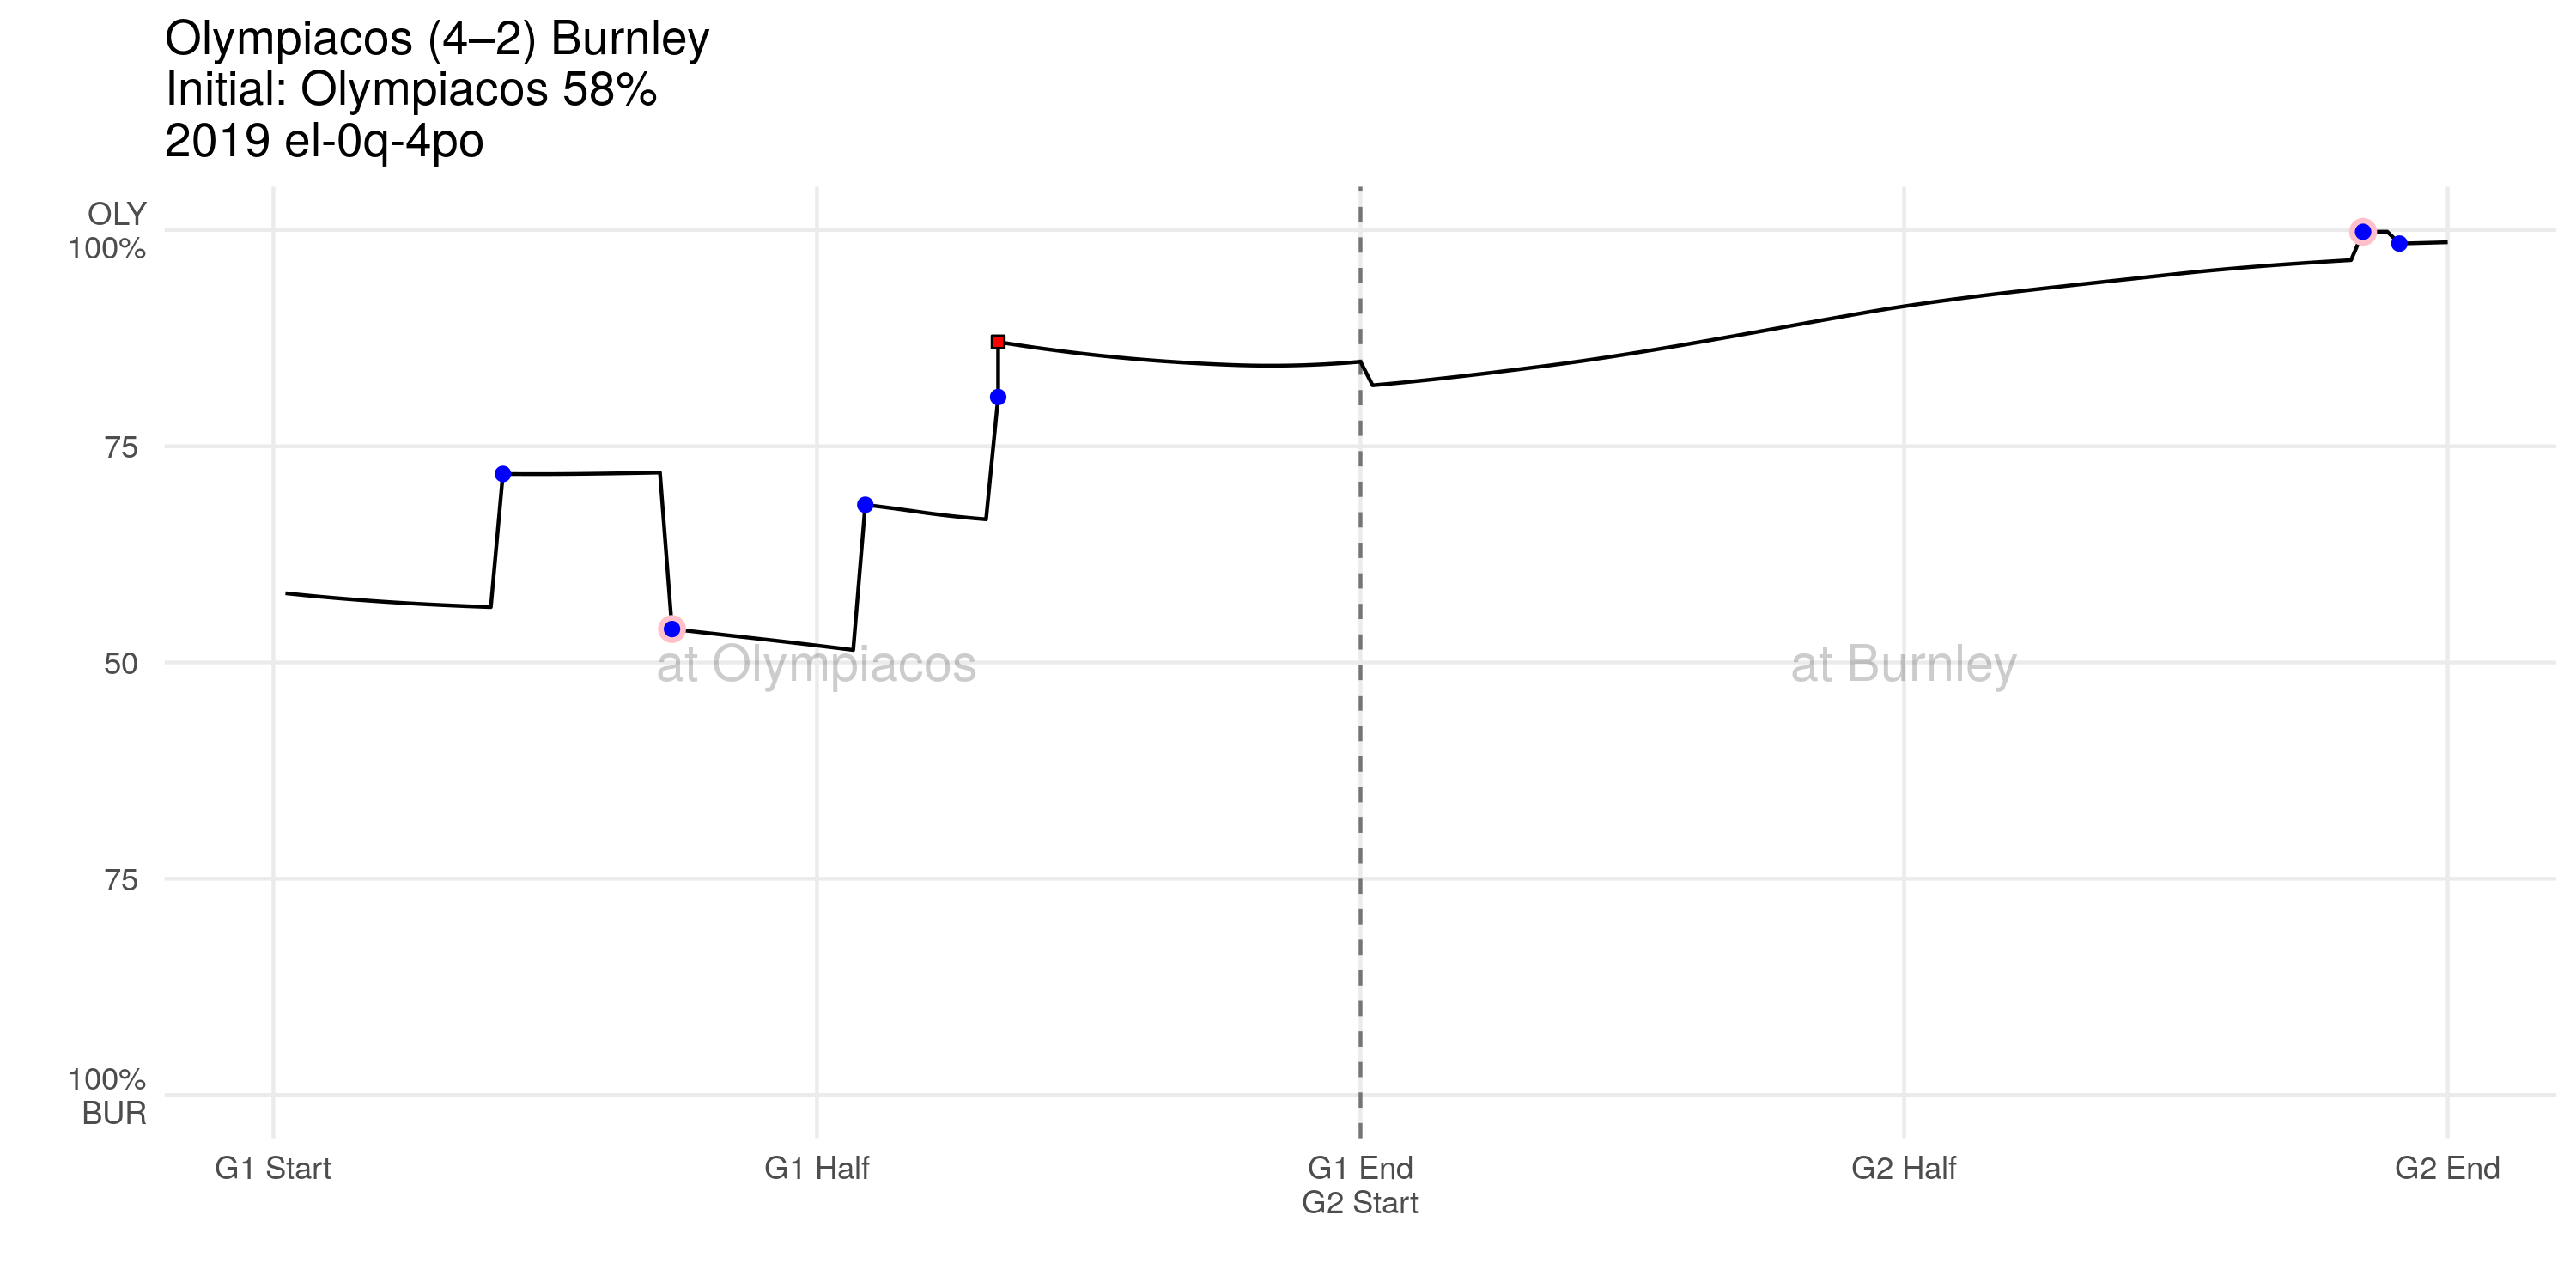 Olympiacos (4–2) Burnley
Initial: Olympiacos 58%
2019 el-0q-4po
OLY
100%
75
50
75
100%
BUR
at Olympiacos
at Burnley
G1 Start
G1 Half
G1 End
G2 Start
G2 Half
G2 End